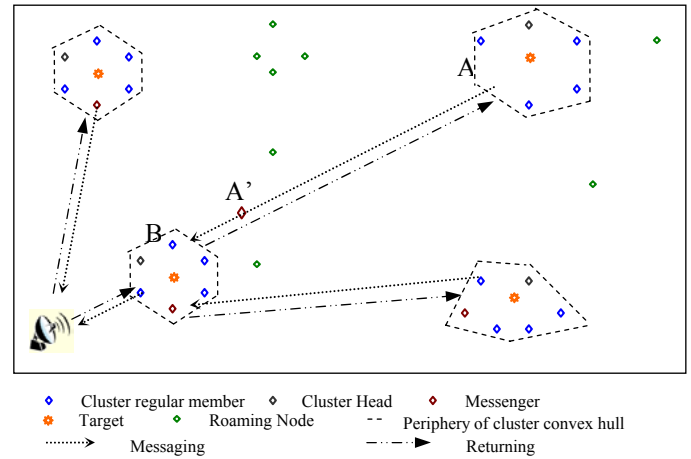 A
A’
B
Cluster regular member Cluster Head Messenger
Target Roaming Node Periphery of cluster convex hull
Messaging Returning